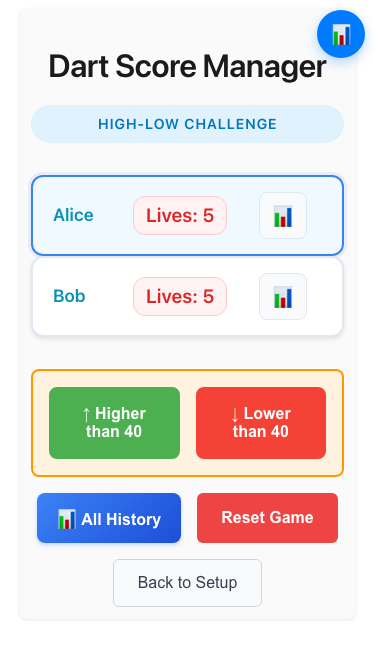 Dart Score Manager
HIGH-LOW CHALLENGE
Alice Lives: 5
Bob Lives: 5
↑ Higher
than 40
↓ Lower
than 40
All History
Reset Game
Back to Setup